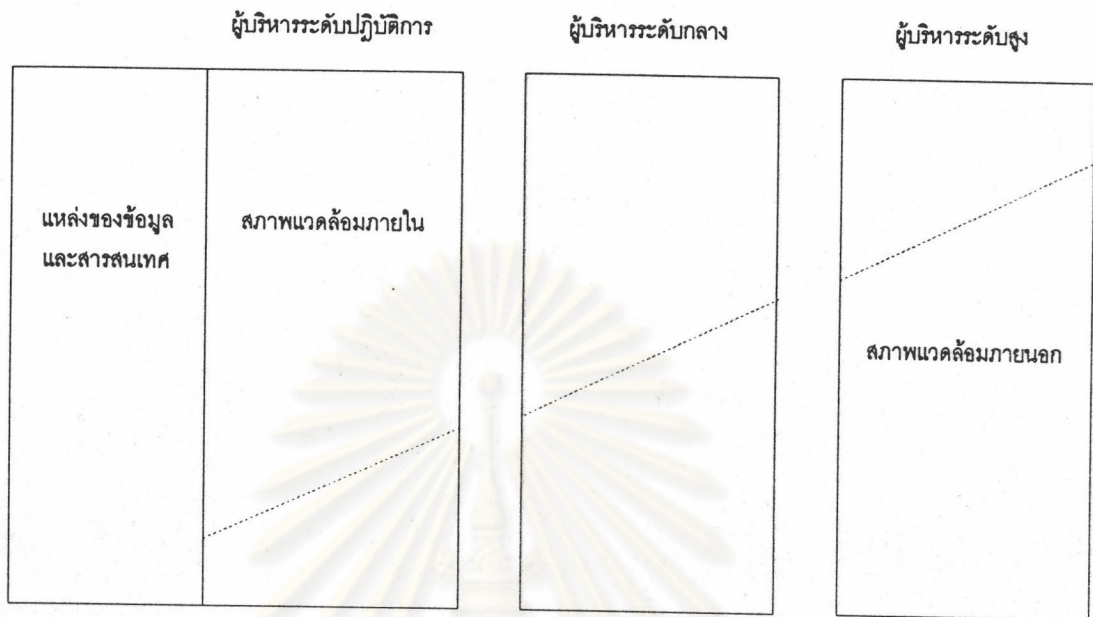 ผู้บริหารระดับปฏิบัติการ
ผู้บริหารระดับกลาง
ผู้บริหารระดับสูง
แหล่งของข้อมูล
และสารสนเทศ
สภาพแวดล้อมภายใน
สภาพแวดล้อมภายนอก